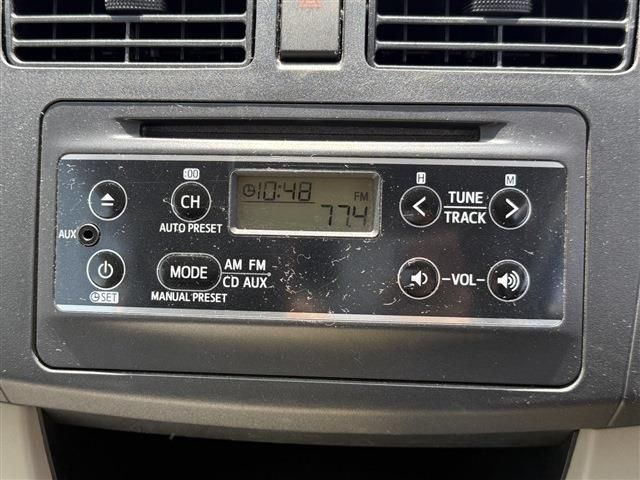 :00
H
M
10:48
FM
77.4
CH
TUNE
TRACK
AUTO PRESET
AUX
MODE
AM FM
CD AUX
VOL
SET
MANUAL PRESET